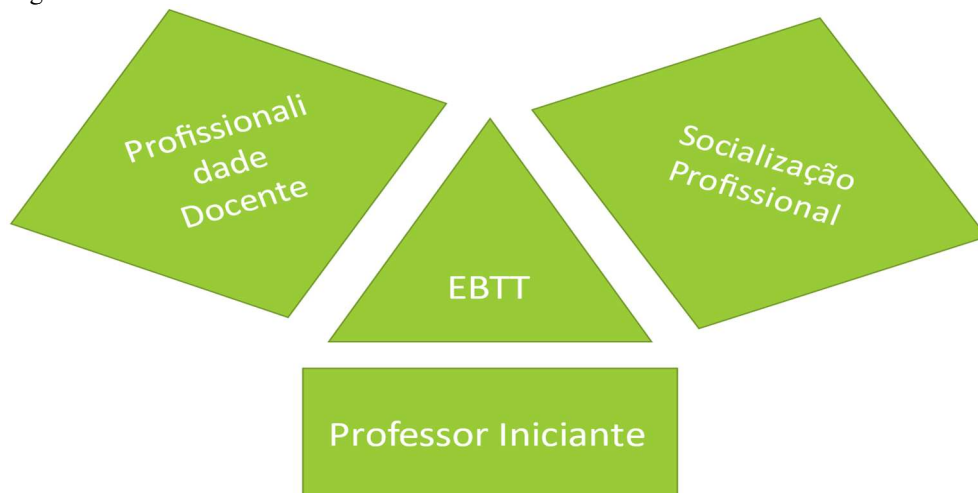 Profissionali
dade
Docente
Socialização
Profissional
EBTT
Professor Iniciante